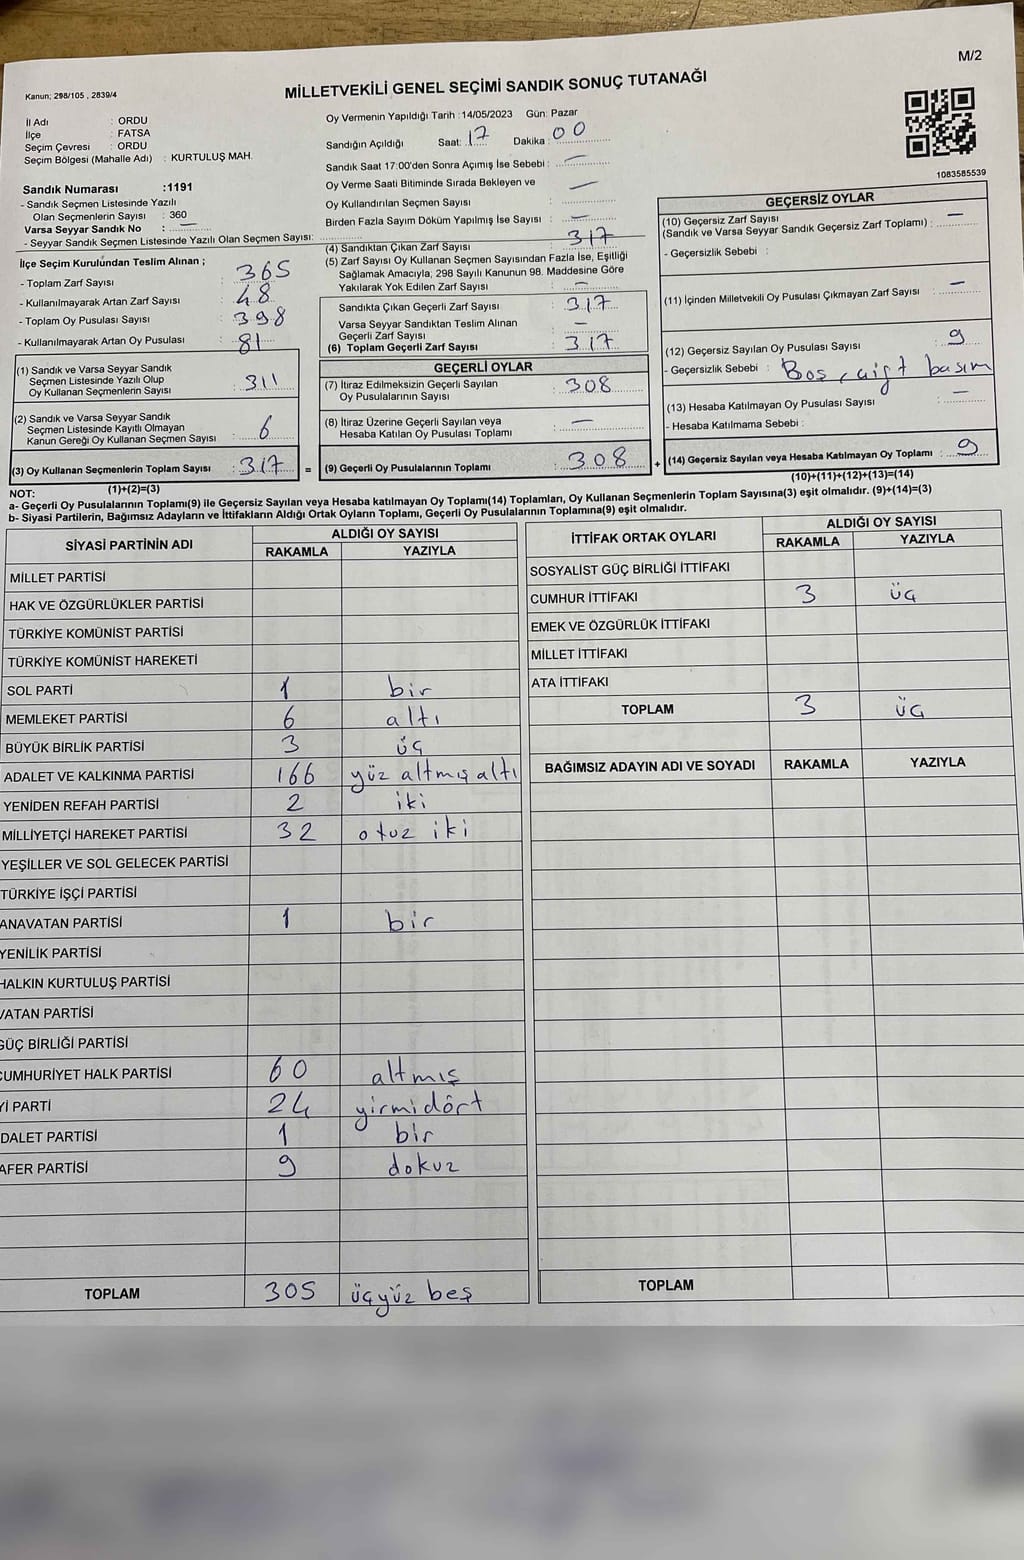 M/2
Kanun; 298/105 , 2839/4
MİLLETVEKİLİ GENEL SEÇİMİ SANDIK SONUÇ TUTANAĞI
İl Adı : ORDU
İlçe : FATSA
Seçim Çevresi : ORDU
Seçim Bölgesi (Mahalle Adı) : KURTULUŞ MAH.
Sandık Numarası :1191
- Sandık Seçmen Listesinde Yazılı
Olan Seçmenlerin Sayısı : 360
Varsa Seyyar Sandık No : —
- Seyyar Sandık Seçmen Listesinde Yazılı Olan Seçmen Sayısı:
Oy Vermenin Yapıldığı Tarih : 14/05/2023 Gün: Pazar
Sandığın Açıldığı Saat: 17 Dakika : 00
Sandık Saat 17:00'den Sonra Açımış İse Sebebi : —
Oy Verme Saati Bitiminde Sırada Bekleyen ve
Oy Kullandırılan Seçmen Sayısı : —
Birden Fazla Sayım Döküm Yapılmış İse Sayısı : —
1083585539
İlçe Seçim Kurulundan Teslim Alınan ;
- Toplam Zarf Sayısı : 365
- Kullanılmayarak Artan Zarf Sayısı : 48
- Toplam Oy Pusulası Sayısı : 398
- Kullanılmayarak Artan Oy Pusulası : 81
(1) Sandık ve Varsa Seyyar Sandık
Seçmen Listesinde Yazılı Olup
Oy Kullanan Seçmenlerin Sayısı : 311
(2) Sandık ve Varsa Seyyar Sandık
Seçmen Listesinde Kayıtlı Olmayan
Kanun Gereği Oy Kullanan Seçmen Sayısı : 6
(3) Oy Kullanan Seçmenlerin Toplam Sayısı : 317 =
(1)+(2)=(3)
(4) Sandıktan Çıkan Zarf Sayısı : 317
(5) Zarf Sayısı Oy Kullanan Seçmen Sayısından Fazla İse, Eşitliği
Sağlamak Amacıyla, 298 Sayılı Kanunun 98. Maddesine Göre
Yakılarak Yok Edilen Zarf Sayısı : —
Sandıkta Çıkan Geçerli Zarf Sayısı : 317
Varsa Seyyar Sandıktan Teslim Alınan
Geçerli Zarf Sayısı : —
(6) Toplam Geçerli Zarf Sayısı : 317
GEÇERLİ OYLAR
(7) İtiraz Edilmeksizin Geçerli Sayılan
Oy Pusulalarının Sayısı : 308
(8) İtiraz Üzerine Geçerli Sayılan veya
Hesaba Katılan Oy Pusulası Toplamı : —
(9) Geçerli Oy Pusulalarının Toplamı : 308 +
GEÇERSİZ OYLAR
(10) Geçersiz Zarf Sayısı
(Sandık ve Varsa Seyyar Sandık Geçersiz Zarf Toplamı) : —
- Geçersizlik Sebebi :
(11) İçinden Milletvekili Oy Pusulası Çıkmayan Zarf Sayısı : —
(12) Geçersiz Sayılan Oy Pusulası Sayısı : 9
- Geçersizlik Sebebi : Boş, çift basım
(13) Hesaba Katılmayan Oy Pusulası Sayısı : —
- Hesaba Katılmama Sebebi :
(14) Geçersiz Sayılan veya Hesaba Katılmayan Oy Toplamı : 9
(10)+(11)+(12)+(13)=(14)
NOT:
a- Geçerli Oy Pusulalarının Toplamı(9) ile Geçersiz Sayılan veya Hesaba katılmayan Oy Toplamı(14) Toplamları, Oy Kullanan Seçmenlerin Toplam Sayısına(3) eşit olmalıdır. (9)+(14)=(3)
b- Siyasi Partilerin, Bağımsız Adayların ve İttifakların Aldığı Ortak Oyların Toplamı, Geçerli Oy Pusulalarının Toplamına(9) eşit olmalıdır.
SİYASİ PARTİNİN ADI ALDIĞI OY SAYISI
RAKAMLA YAZIYLA
MİLLET PARTİSİ
HAK VE ÖZGÜRLÜKLER PARTİSİ
TÜRKİYE KOMÜNİST PARTİSİ
TÜRKİYE KOMÜNİST HAREKETİ
SOL PARTİ 1 bir
MEMLEKET PARTİSİ 6 altı
BÜYÜK BİRLİK PARTİSİ 3 üç
ADALET VE KALKINMA PARTİSİ 166 yüz altmış altı
YENİDEN REFAH PARTİSİ 2 iki
MİLLİYETÇİ HAREKET PARTİSİ 32 otuz iki
YEŞİLLER VE SOL GELECEK PARTİSİ
TÜRKİYE İŞÇİ PARTİSİ
ANAVATAN PARTİSİ 1 bir
YENİLİK PARTİSİ
HALKIN KURTULUŞ PARTİSİ
VATAN PARTİSİ
GÜÇ BİRLİĞİ PARTİSİ
CUMHURİYET HALK PARTİSİ 60 altmış
Yİ PARTİ 24 yirmidört
DALET PARTİSİ 1 bir
AFER PARTİSİ 9 dokuz
TOPLAM 305 üçyüz beş
İTTİFAK ORTAK OYLARI ALDIĞI OY SAYISI
RAKAMLA YAZIYLA
SOSYALİST GÜÇ BİRLİĞİ İTTİFAKI
CUMHUR İTTİFAKI 3 üç
EMEK VE ÖZGÜRLÜK İTTİFAKI
MİLLET İTTİFAKI
ATA İTTİFAKI
TOPLAM 3 üç
BAĞIMSIZ ADAYIN ADI VE SOYADI RAKAMLA YAZIYLA
TOPLAM